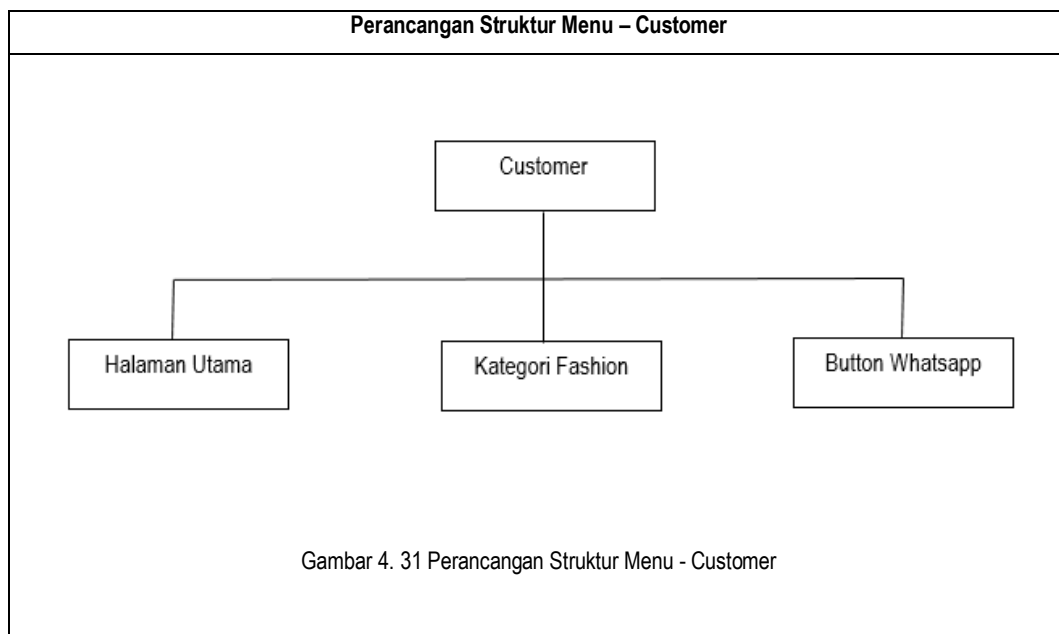 Perancangan Struktur Menu – Customer
Customer
Halaman Utama
Kategori Fashion
Button Whatsapp
Gambar 4. 31 Perancangan Struktur Menu - Customer